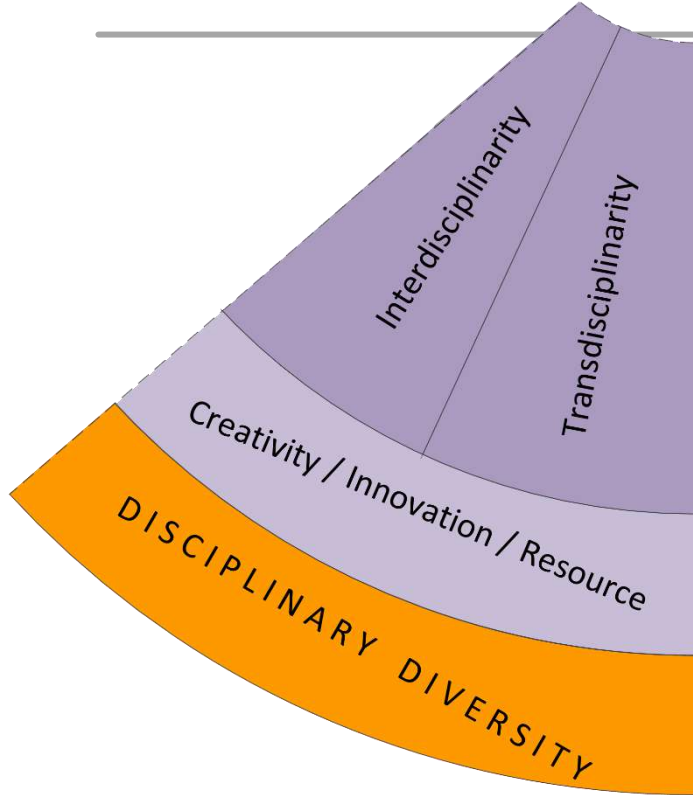 Interdisciplinarity
Transdisciplinarity
Creativity / Innovation / Resource
DISCIPLINARY DIVERSITY